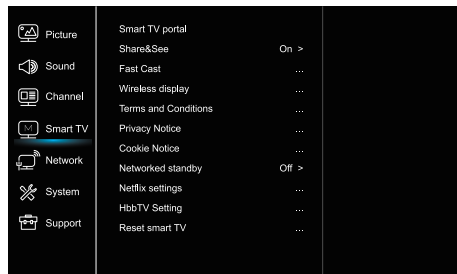 Picture
Sound
Channel
Smart TV
Network
System
Support
Smart TV portal
Share&See On >
Fast Cast ...
Wireless display ...
Terms and Conditions ...
Privacy Notice ...
Cookie Notice ...
Networked standby Off >
Netflix settings ...
HbbTV Setting ...
Reset smart TV ...